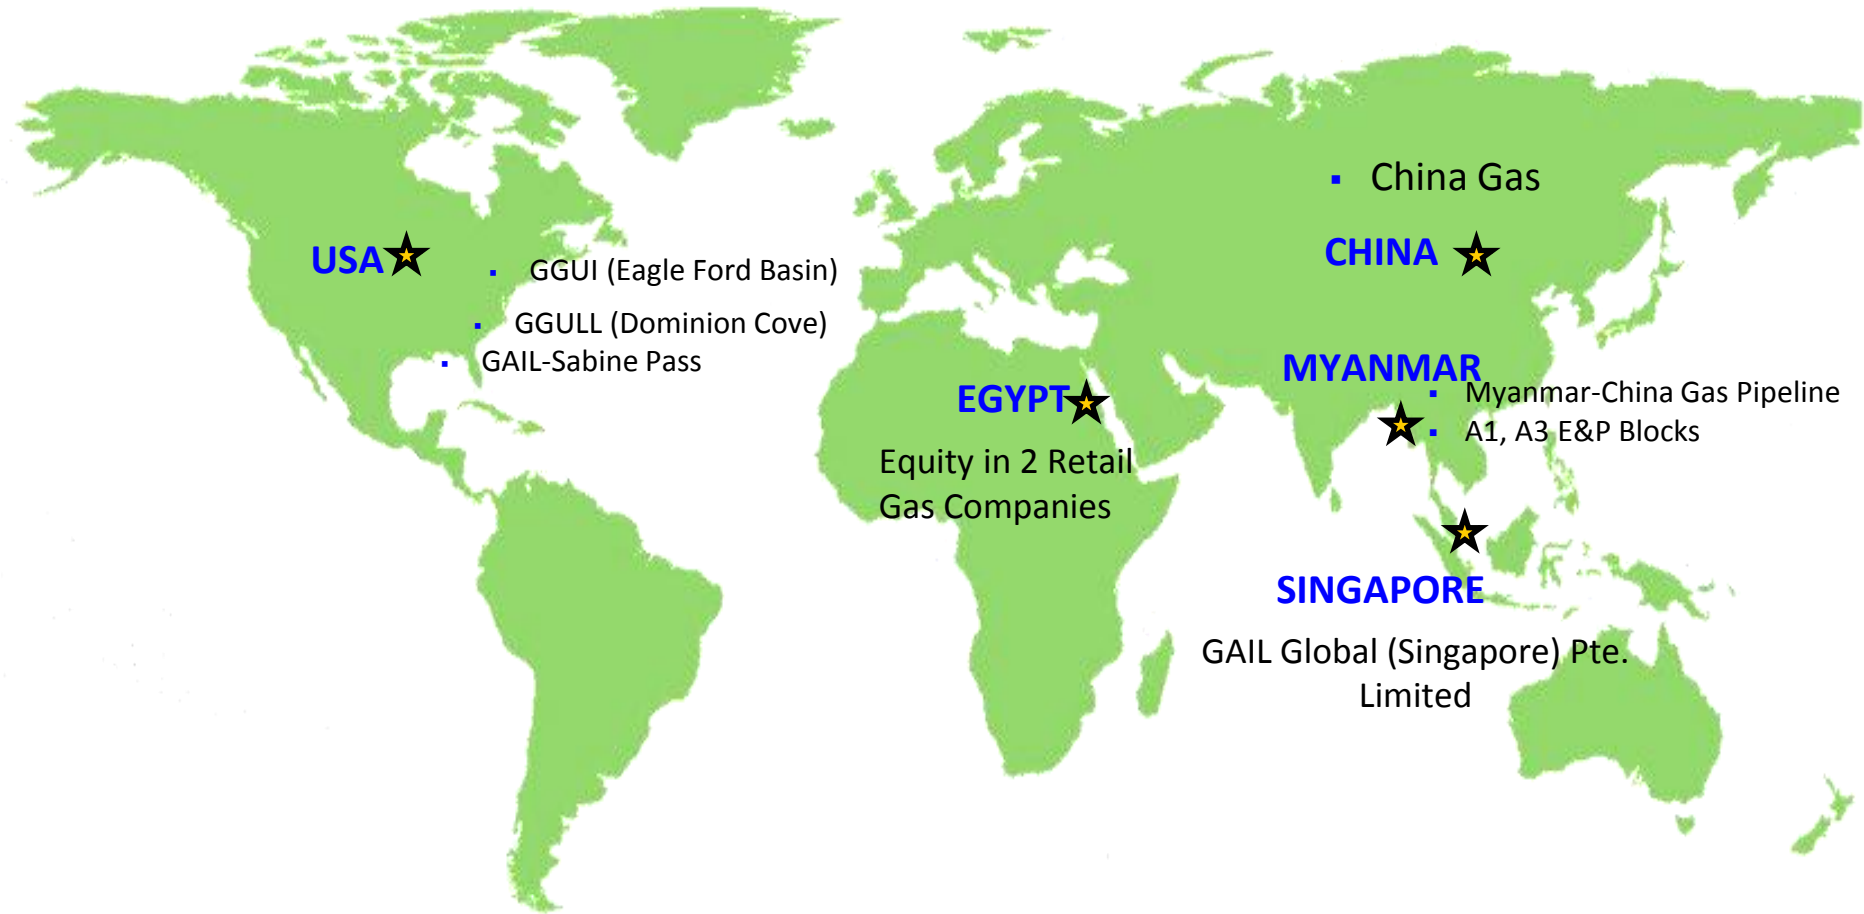 China Gas
USA
CHINA
GGUI (Eagle Ford Basin)
GGULL (Dominion Cove)
GAIL-Sabine Pass
MYANMAR
Myanmar-China Gas Pipeline
A1, A3 E&P Blocks
EGYPT
Equity in 2 Retail
Gas Companies
SINGAPORE
GAIL Global (Singapore) Pte.
Limited